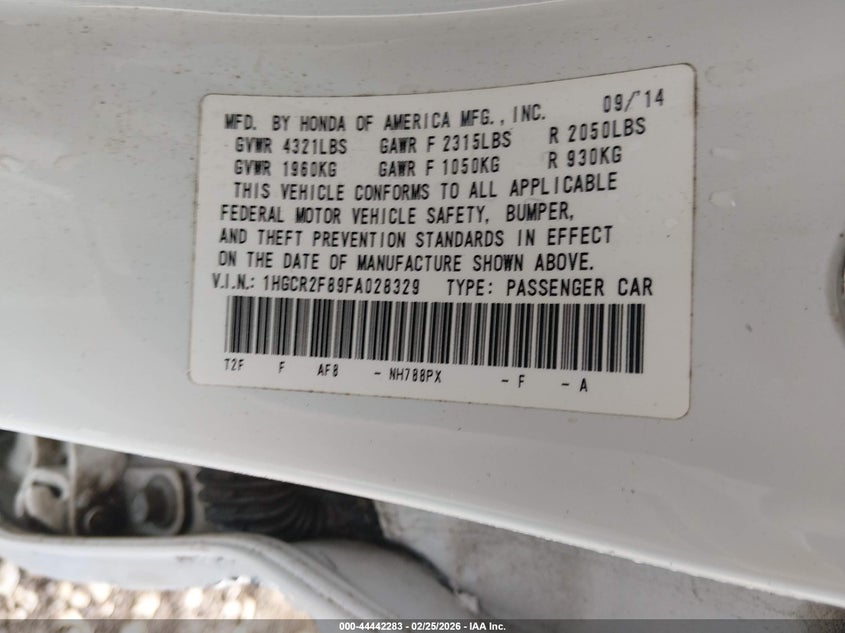 MFD. BY HONDA OF AMERICA MFG., INC. 09/'14
GVWR 4321LBS GAWR F 2315LBS R 2050LBS
GVWR 1960KG GAWR F 1050KG R 930KG
THIS VEHICLE CONFORMS TO ALL APPLICABLE
FEDERAL MOTOR VEHICLE SAFETY, BUMPER,
AND THEFT PREVENTION STANDARDS IN EFFECT
ON THE DATE OF MANUFACTURE SHOWN ABOVE.
V.I.N.: 1HGCR2F89FA028329 TYPE: PASSENGER CAR
T2F F AF8 - NH788PX - F - A
000-44442283 - 02/25/2026 - IAA Inc.